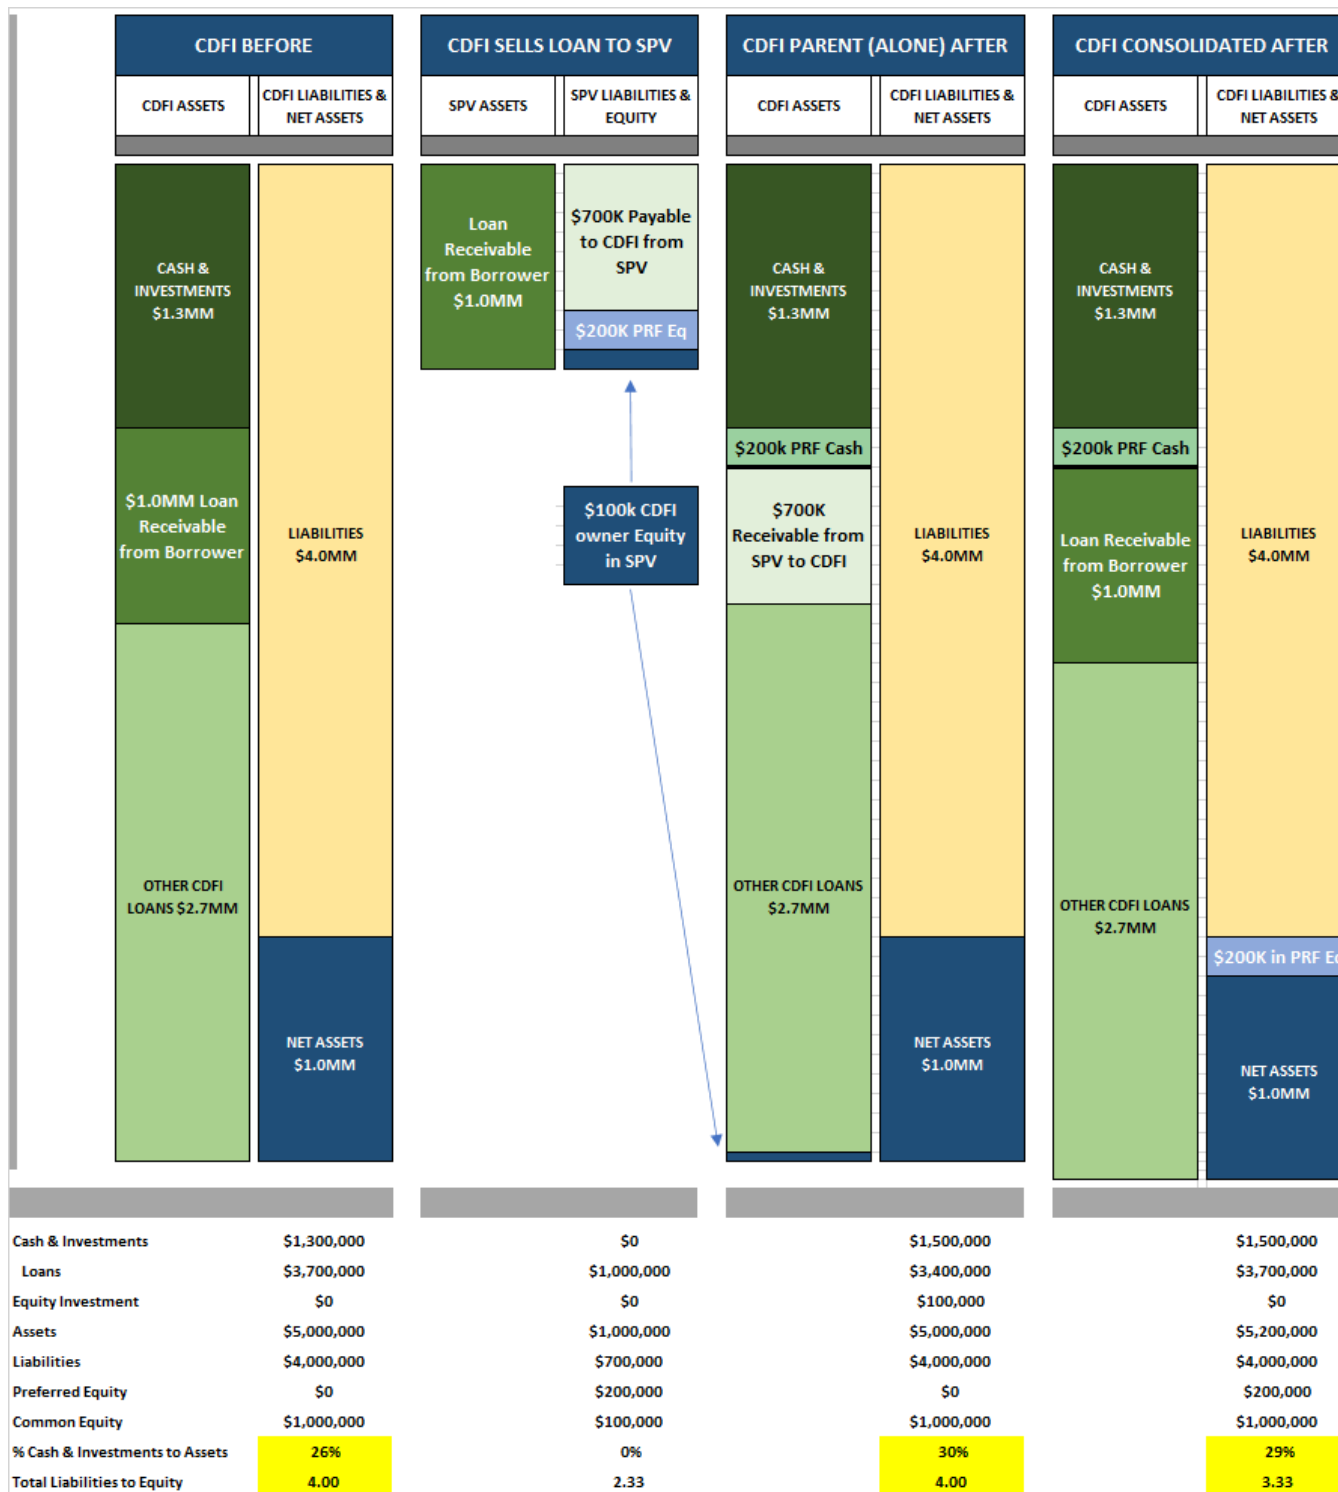 CDFI BEFORE
CDFI SELLS LOAN TO SPV
CDFI PARENT (ALONE) AFTER
CDFI CONSOLIDATED AFTER
CDFI ASSETS
CDFI LIABILITIES &
NET ASSETS
SPV ASSETS
SPV LIABILITIES &
EQUITY
CDFI ASSETS
CDFI LIABILITIES &
NET ASSETS
CDFI ASSETS
CDFI LIABILITIES &
NET ASSETS
CASH &
INVESTMENTS
$1.3MM
$1.0MM Loan
Receivable
from Borrower
OTHER CDFI
LOANS $2.7MM
LIABILITIES
$4.0MM
NET ASSETS
$1.0MM
Loan
Receivable
from Borrower
$1.0MM
$700K Payable
to CDFI from
SPV
$200K PRF Eq
$100k CDFI
owner Equity
in SPV
CASH &
INVESTMENTS
$1.3MM
$200k PRF Cash
$700K
Receivable from
SPV to CDFI
OTHER CDFI LOANS
$2.7MM
LIABILITIES
$4.0MM
NET ASSETS
$1.0MM
CASH &
INVESTMENTS
$1.3MM
$200k PRF Cash
Loan Receivable
from Borrower
$1.0MM
OTHER CDFI LOANS
$2.7MM
LIABILITIES
$4.0MM
$200K in PRF Eq
NET ASSETS
$1.0MM
Cash & Investments $1,300,000 $0 $1,500,000 $1,500,000
Loans $3,700,000 $1,000,000 $3,400,000 $3,700,000
Equity Investment $0 $0 $100,000 $0
Assets $5,000,000 $1,000,000 $5,000,000 $5,200,000
Liabilities $4,000,000 $700,000 $4,000,000 $4,000,000
Preferred Equity $0 $200,000 $0 $200,000
Common Equity $1,000,000 $100,000 $1,000,000 $1,000,000
% Cash & Investments to Assets 26% 0% 30% 29%
Total Liabilities to Equity 4.00 2.33 4.00 3.33